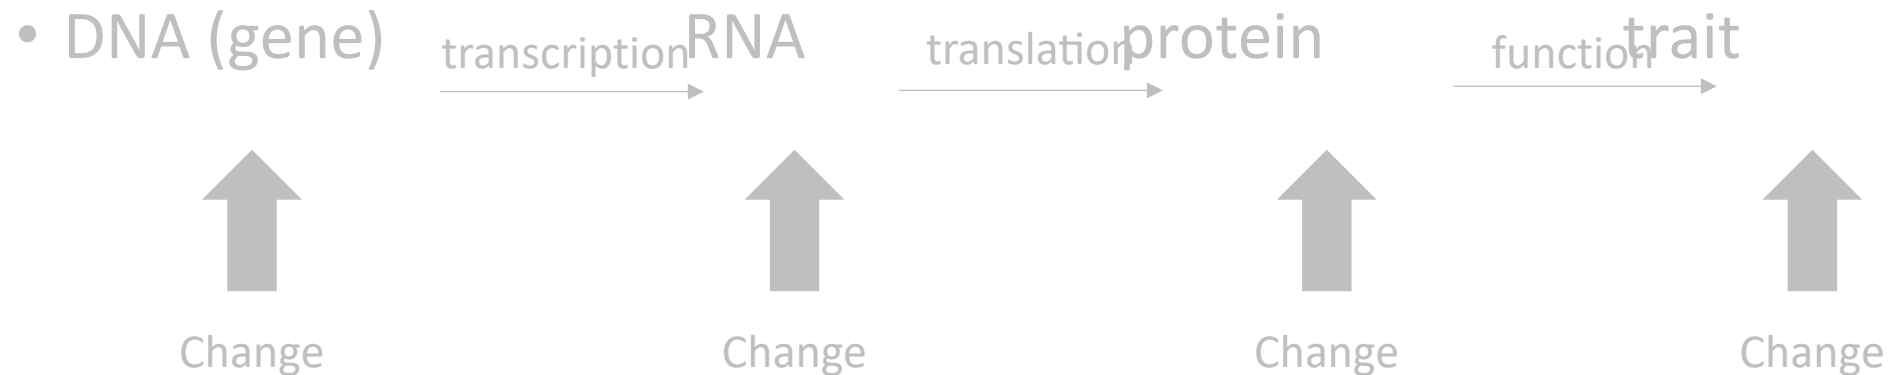 • DNA (gene) transcription RNA translation protein function trait
Change Change Change Change